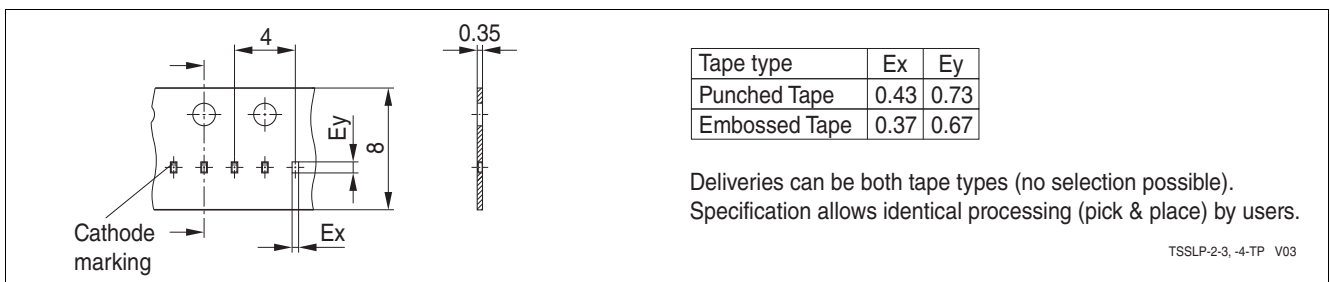 4
0.35
Ey
8
Cathode
marking
Ex
Tape type Ex Ey
Punched Tape 0.43 0.73
Embossed Tape 0.37 0.67
Deliveries can be both tape types (no selection possible).
Specification allows identical processing (pick & place) by users.
TSSLP-2-3, -4-TP V03